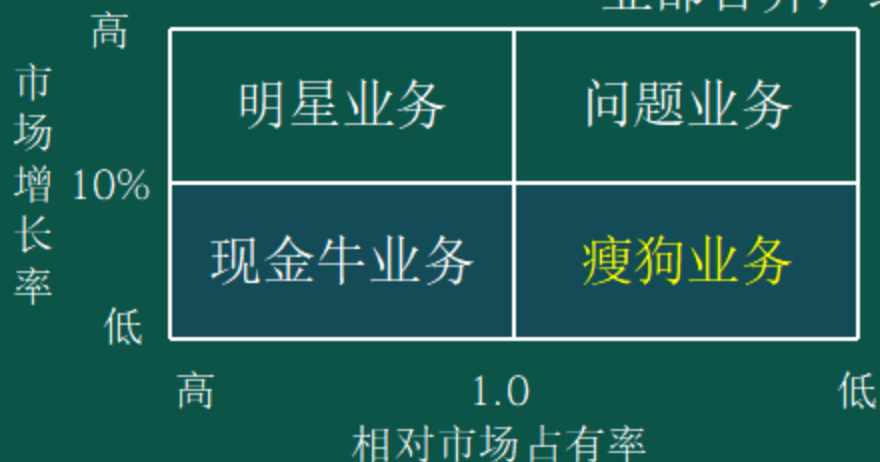 高
市场增长率
明星业务 问题业务
10%
现金牛业务 瘦狗业务
低
高 1.0 低
相对市场占有率